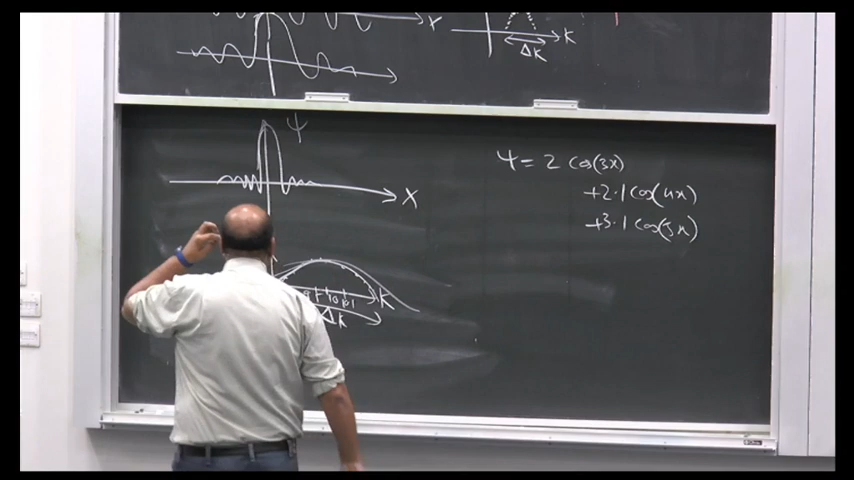 X
K
ΔK
ψ
X
K
ΔK
ψ = 2 cos(3x)
+2.1 cos(4x)
+3.1 cos(5x)